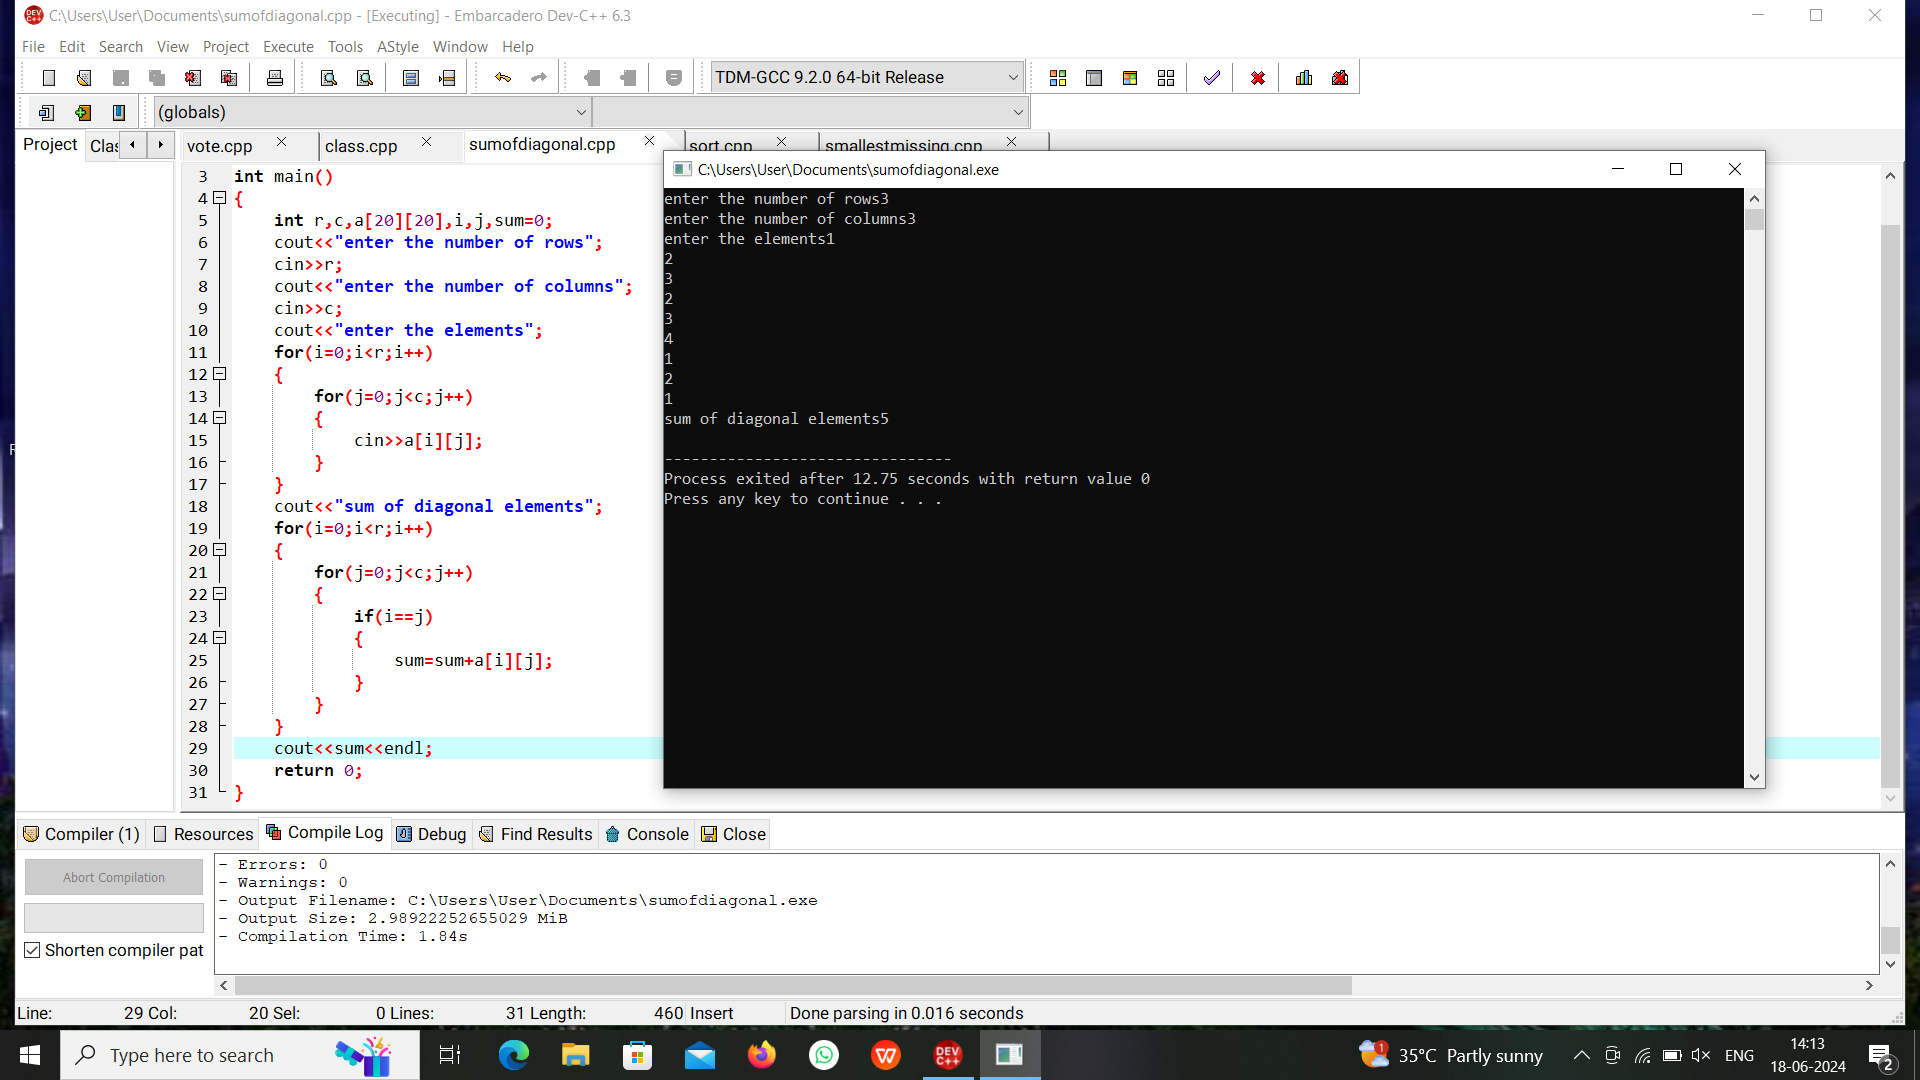 C:\Users\User\Documents\sumofdiagonal.cpp - [Executing] - Embarcadero Dev-C++ 6.3
File Edit Search View Project Execute Tools AStyle Window Help
TDM-GCC 9.2.0 64-bit Release
(globals)
Project Clas vote.cpp class.cpp sumofdiagonal.cpp sort.cpp smallestmissing.cpp
3 int main()
4 {
5 int r,c,a[20][20],i,j,sum=0;
6 cout<<"enter the number of rows";
7 cin>>r;
8 cout<<"enter the number of columns";
9 cin>>c;
10 cout<<"enter the elements";
11 for(i=0;i<r;i++)
12 {
13 for(j=0;j<c;j++)
14 {
15 cin>>a[i][j];
16 }
17 }
18 cout<<"sum of diagonal elements";
19 for(i=0;i<r;i++)
20 {
21 for(j=0;j<c;j++)
22 {
23 if(i==j)
24 {
25 sum=sum+a[i][j];
26 }
27 }
28 }
29 cout<<sum<<endl;
30 return 0;
31 }
C:\Users\User\Documents\sumofdiagonal.exe
enter the number of rows3
enter the number of columns3
enter the elements1
2
3
2
3
4
1
2
1
sum of diagonal elements5
--------------------------------
Process exited after 12.75 seconds with return value 0
Press any key to continue . . .
Compiler (1) Resources Compile Log Debug Find Results Console Close
Abort Compilation
Shorten compiler pat
- Errors: 0
- Warnings: 0
- Output Filename: C:\Users\User\Documents\sumofdiagonal.exe
- Output Size: 2.98922252655029 MiB
- Compilation Time: 1.84s
Line: 29 Col: 20 Sel: 0 Lines: 31 Length: 460 Insert Done parsing in 0.016 seconds
Type here to search
DEV C++
1
35°C Partly sunny
ENG
14:13
18-06-2024
2